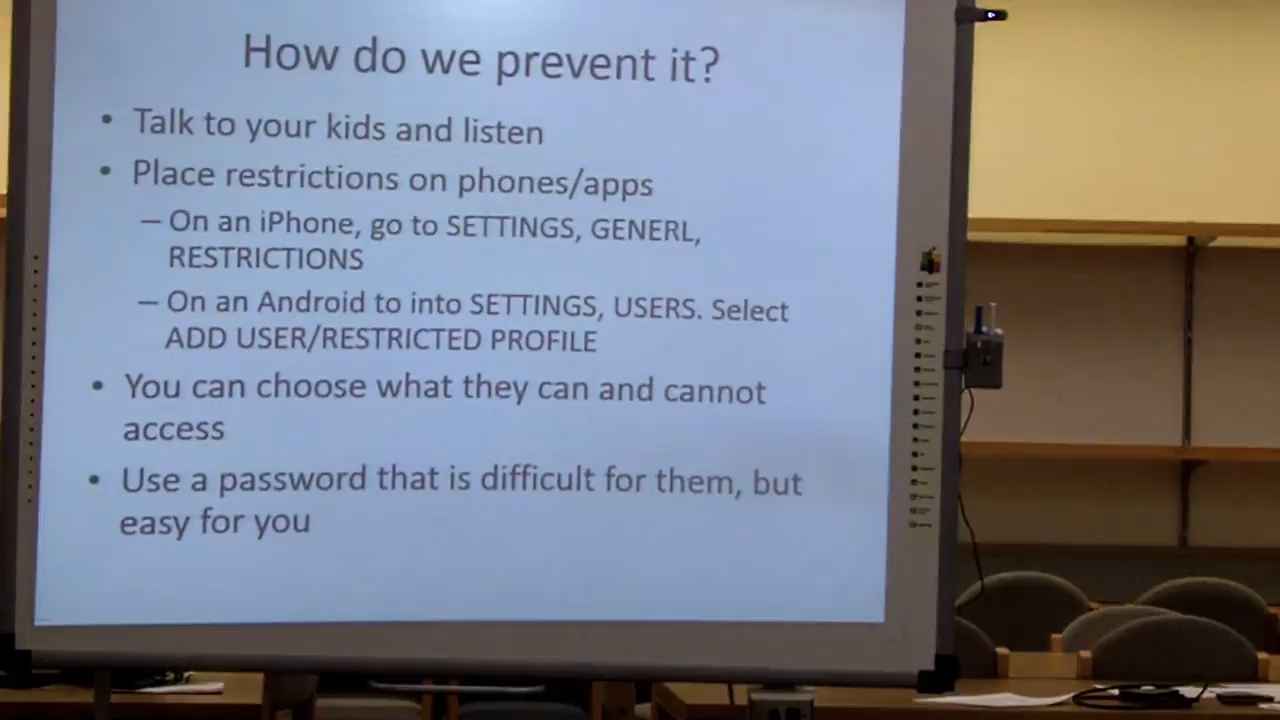 How do we prevent it?
• Talk to your kids and listen
• Place restrictions on phones/apps
– On an iPhone, go to SETTINGS, GENERL,
RESTRICTIONS
– On an Android to into SETTINGS, USERS. Select
ADD USER/RESTRICTED PROFILE
• You can choose what they can and cannot
access
• Use a password that is difficult for them, but
easy for you